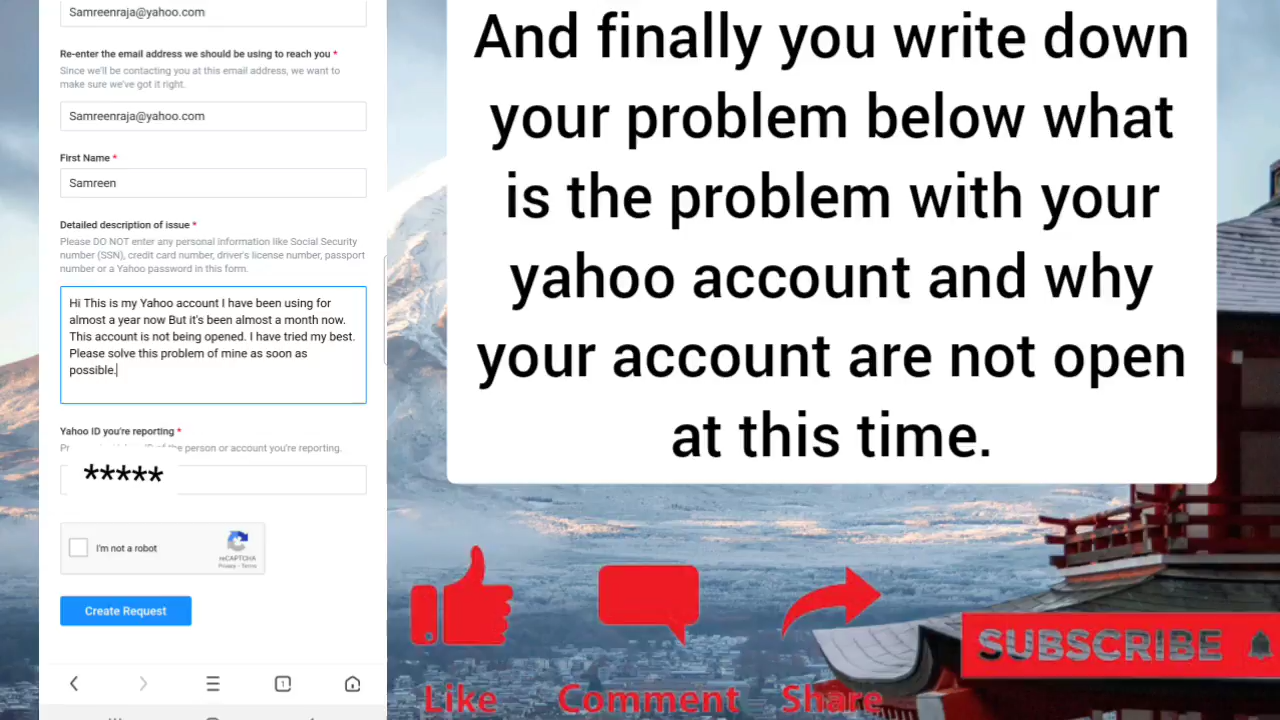 Samreenraja@yahoo.com
Re-enter the email address we should be using to reach you *
Since we'll be contacting you at this email address, we want to
make sure we've got it right.
Samreenraja@yahoo.com
First Name *
Samreen
Detailed description of issue *
Please DO NOT enter any personal information like Social Security
number (SSN), credit card number, driver's license number, passport
number or a Yahoo password in this form.
Hi This is my Yahoo account I have been using for
almost a year now But it's been almost a month now.
This account is not being opened. I have tried my best.
Please solve this problem of mine as soon as
possible.
Yahoo ID you're reporting *
of the person or account you're reporting.
*****
I'm not a robot
reCAPTCHA
Privacy - Terms
Create Request
1
And finally you write down
your problem below what
is the problem with your
yahoo account and why
your account are not open
at this time.
Like
Comment
Share
SUBSCRIBE